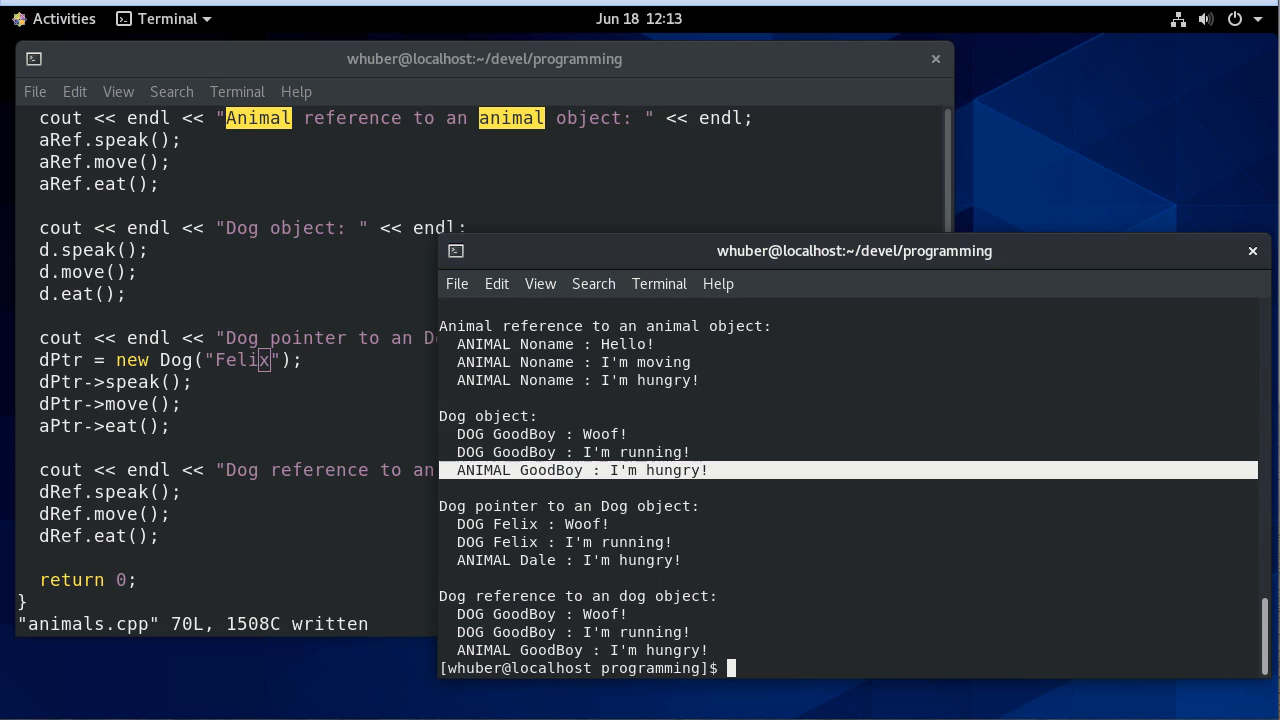 Activities Terminal Jun 18 12:13
whuber@localhost:~/devel/programming
File Edit View Search Terminal Help
cout << endl << "Animal reference to an animal object: " << endl;
aRef.speak();
aRef.move();
aRef.eat();
cout << endl << "Dog object: " << endl;
d.speak();
d.move();
d.eat();
cout << endl << "Dog pointer to an D
dPtr = new Dog("Felix");
dPtr->speak();
dPtr->move();
aPtr->eat();
cout << endl << "Dog reference to an
dRef.speak();
dRef.move();
dRef.eat();
return 0;
}
"animals.cpp" 70L, 1508C written
whuber@localhost:~/devel/programming
File Edit View Search Terminal Help
Animal reference to an animal object:
ANIMAL Noname : Hello!
ANIMAL Noname : I'm moving
ANIMAL Noname : I'm hungry!
Dog object:
DOG GoodBoy : Woof!
DOG GoodBoy : I'm running!
ANIMAL GoodBoy : I'm hungry!
Dog pointer to an Dog object:
DOG Felix : Woof!
DOG Felix : I'm running!
ANIMAL Dale : I'm hungry!
Dog reference to an dog object:
DOG GoodBoy : Woof!
DOG GoodBoy : I'm running!
ANIMAL GoodBoy : I'm hungry!
[whuber@localhost programming]$